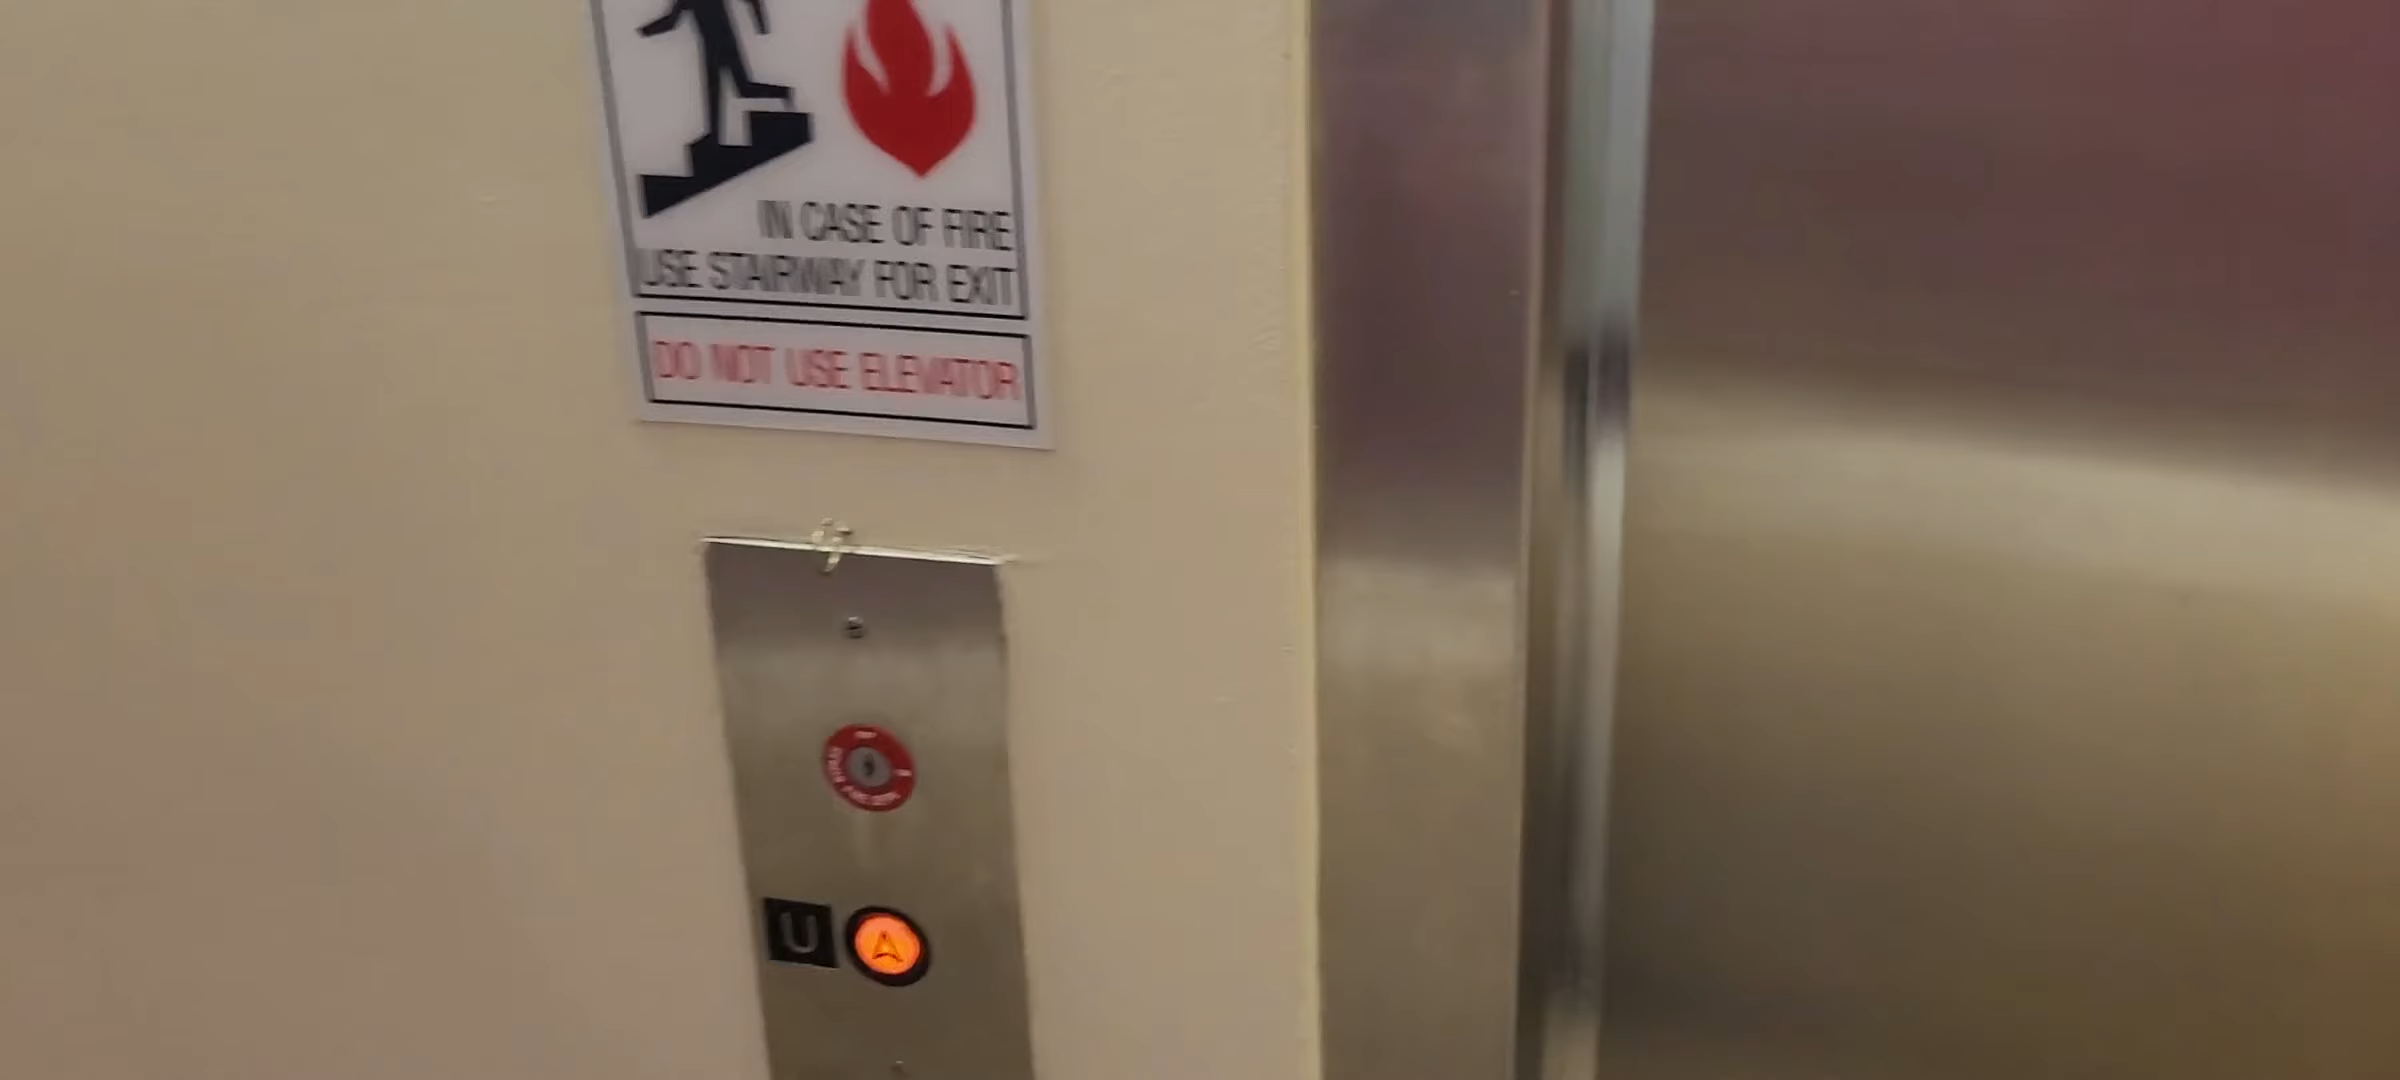 IN CASE OF FIRE
USE STAIRWAY FOR EXIT
DO NOT USE ELEVATOR
U